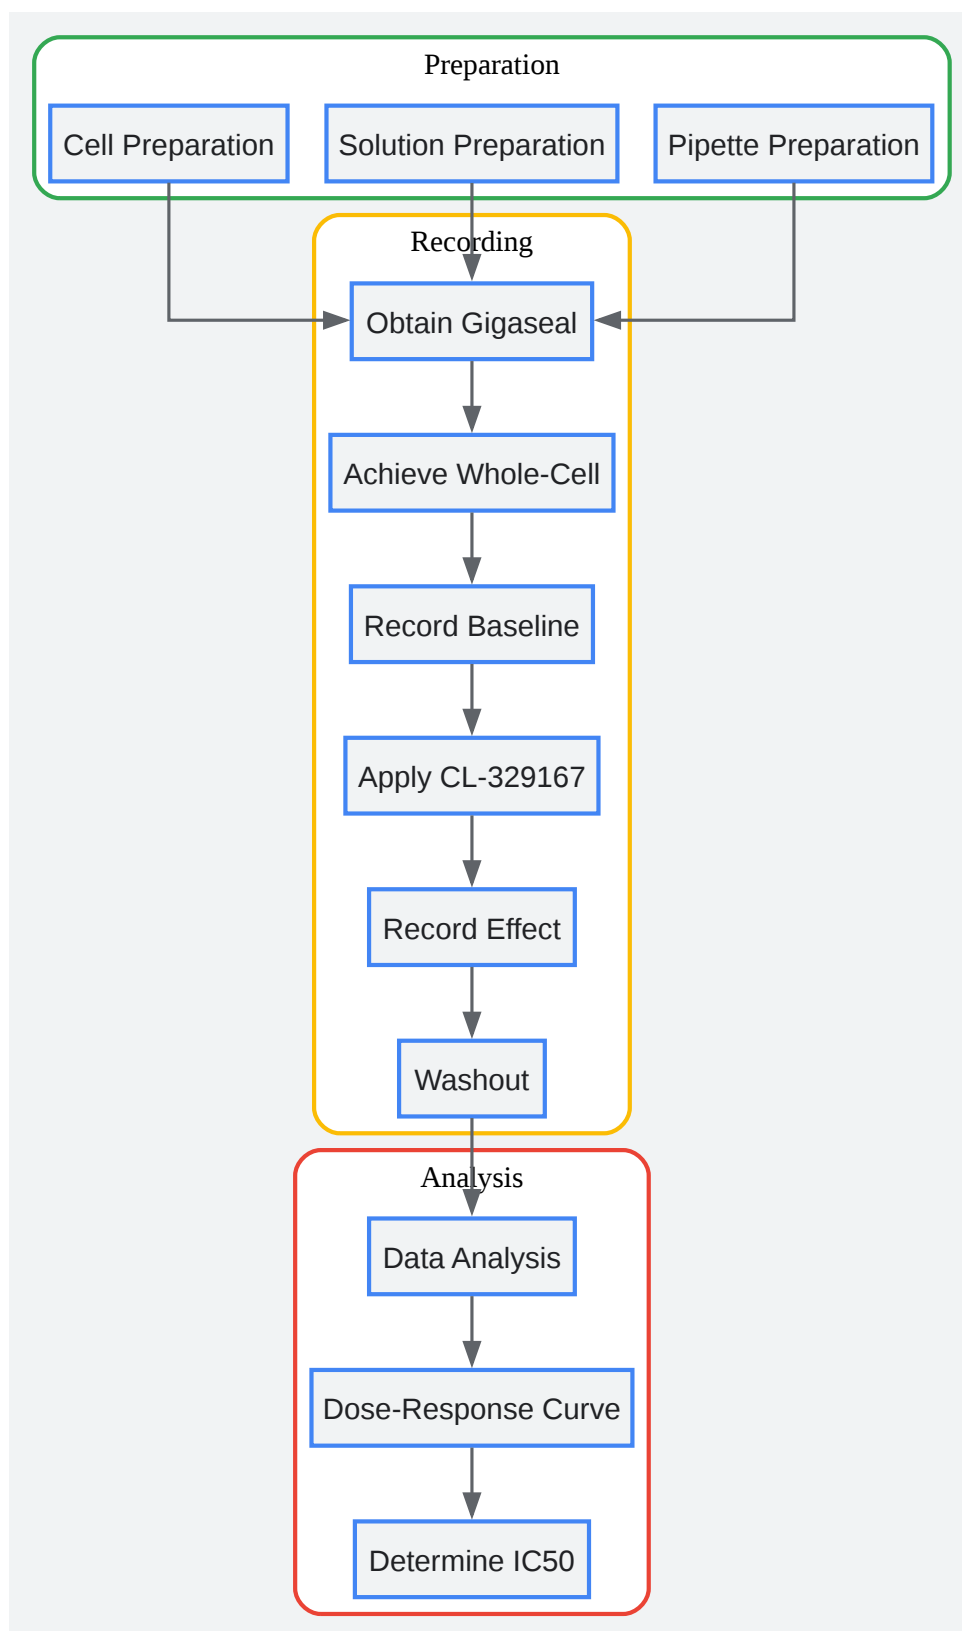 Preparation
Cell Preparation
Solution Preparation
Pipette Preparation
Recording
Obtain Gigaseal
Achieve Whole-Cell
Record Baseline
Apply CL-329167
Record Effect
Washout
Analysis
Data Analysis
Dose-Response Curve
Determine IC50